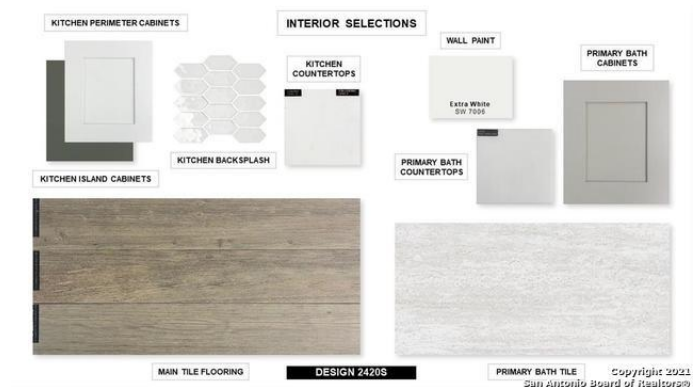 INTERIOR SELECTIONS
KITCHEN PERIMETER CABINETS
WALL PAINT
PRIMARY BATH
CABINETS
KITCHEN
COUNTERTOPS
Extra White
SW 7006
KITCHEN BACKSPLASH
PRIMARY BATH
COUNTERTOPS
KITCHEN ISLAND CABINETS
MAIN TILE FLOORING
DESIGN 2420S
PRIMARY BATH TILE
Copyright 2021
San Antonio Board of Realtors®